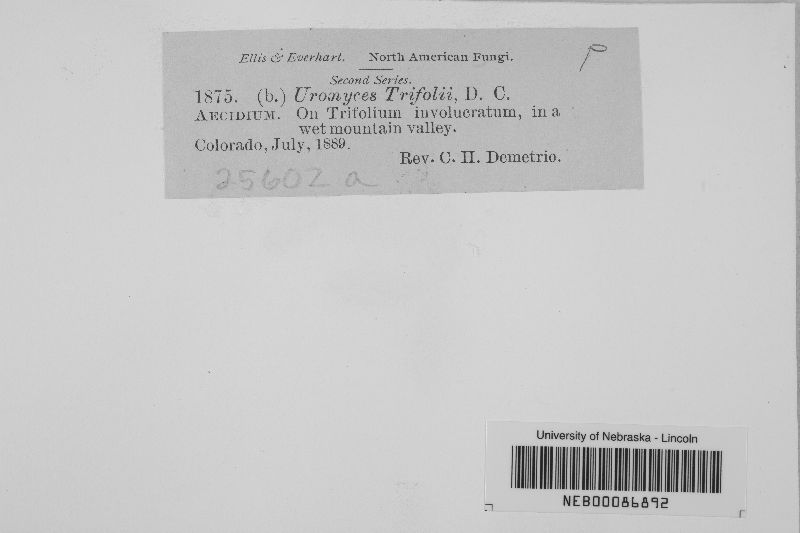 Ellis & Everhart. North American Fungi.
Second Series.
1875. (b.) Uromyces Trifolii, D. C.
AECIDIUM. On Trifolium involucratum, in a
wet mountain valley.
Colorado, July, 1889.
Rev. C. H. Demetrio.
25602 a
P
University of Nebraska - Lincoln
NEB00086892